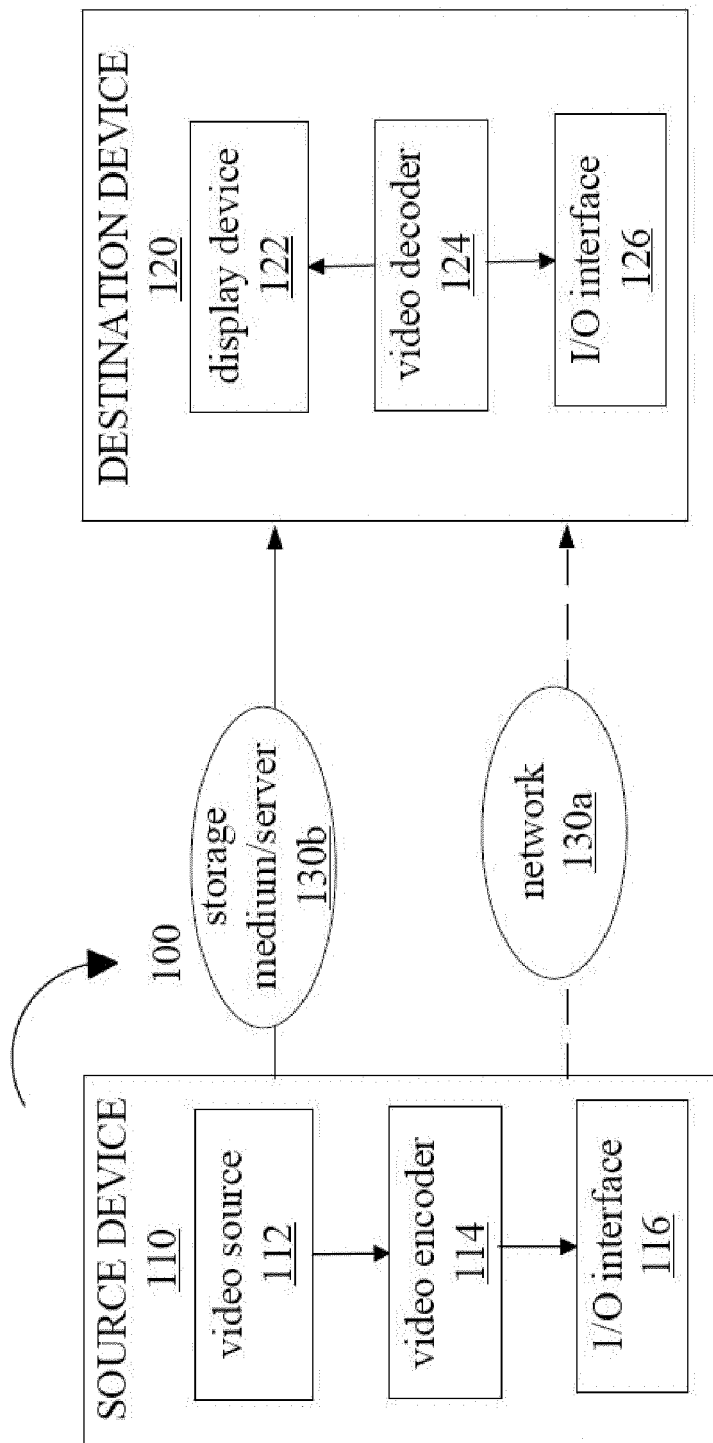 SOURCE DEVICE
110
video source
112
video encoder
114
I/O interface
116
100
storage
medium/server
130b
network
130a
DESTINATION DEVICE
120
display device
122
video decoder
124
I/O interface
126